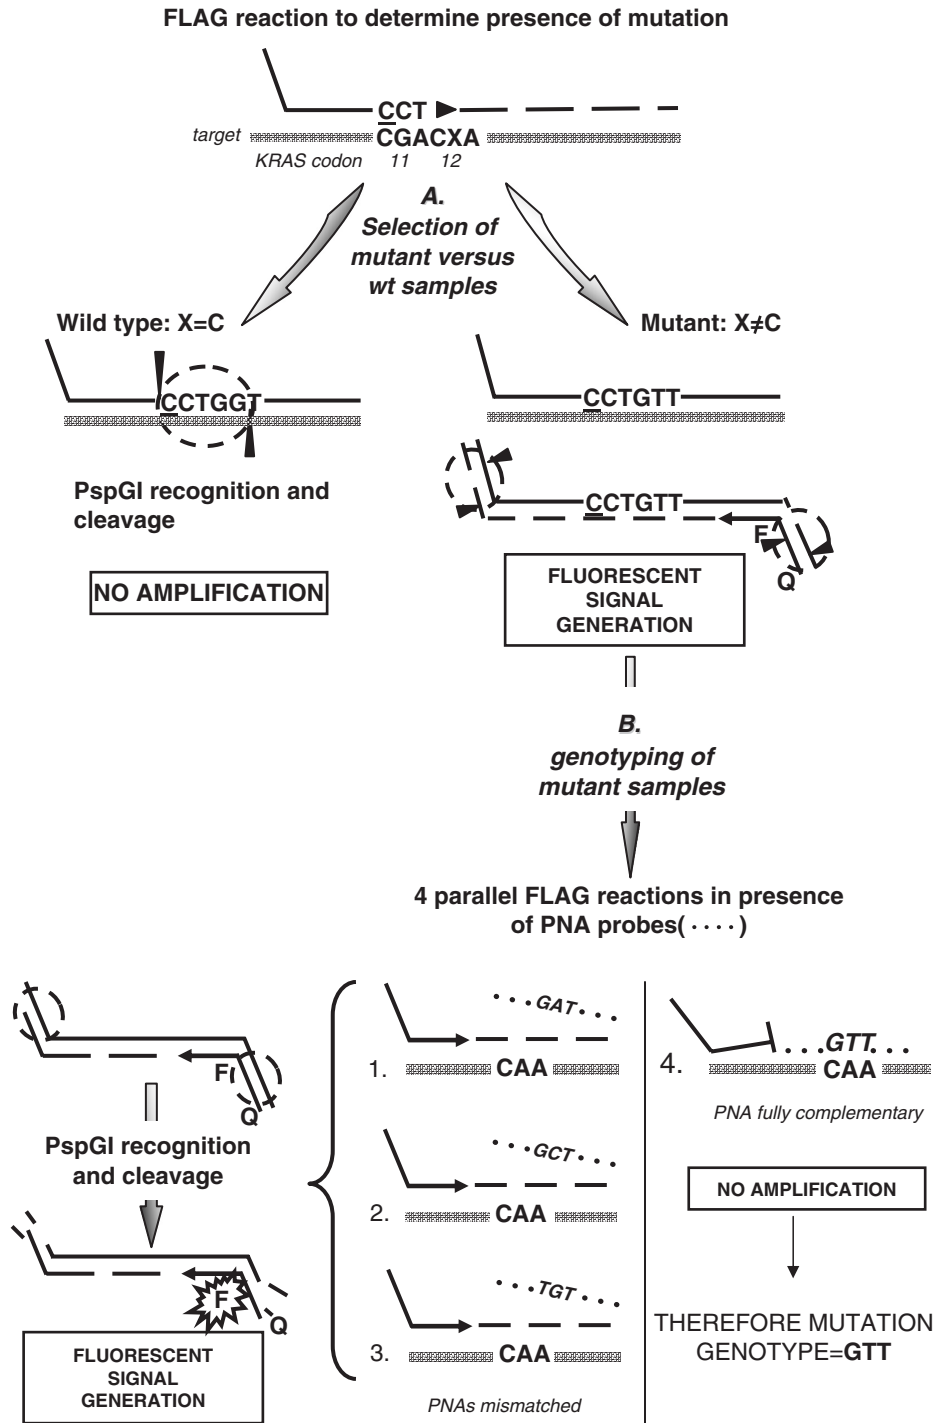 FLAG reaction to determine presence of mutation
CCT
target
CGACXA
KRAS codon 11 12
A.
Selection of
mutant versus
wt samples
Wild type: X=C
Mutant: X≠C
CCTGGT
CCTGTT
PspGI recognition and
cleavage
CCTGTT
F
Q
NO AMPLIFICATION
FLUORESCENT
SIGNAL
GENERATION
B.
genotyping of
mutant samples
4 parallel FLAG reactions in presence
of PNA probes(····)
F
Q
PspGI recognition
and cleavage
F
Q
FLUORESCENT
SIGNAL
GENERATION
...GAT...
1. CAA
...GCT...
2. CAA
...TGT...
3. CAA
PNAs mismatched
...GTT...
4. CAA
PNA fully complementary
NO AMPLIFICATION
THEREFORE MUTATION
GENOTYPE=GTT